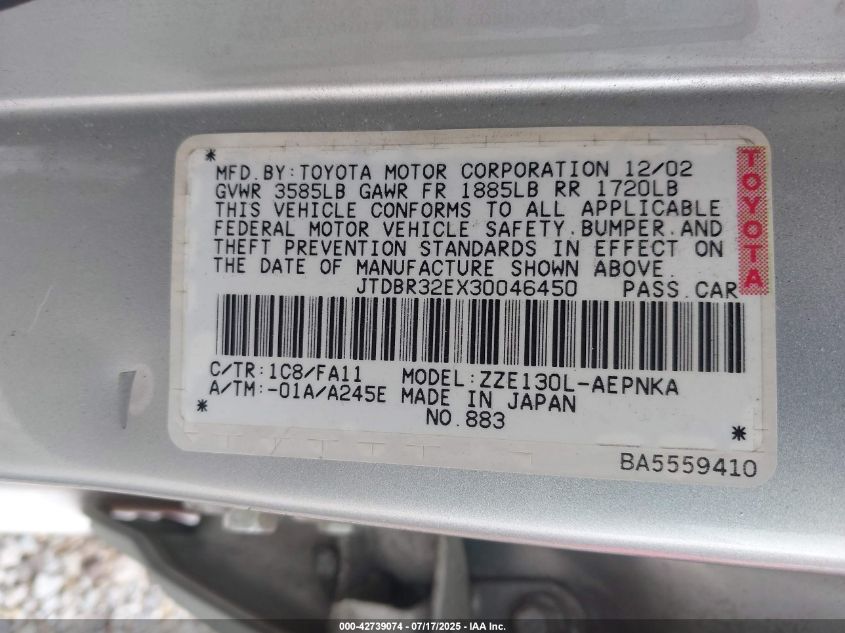 MFD.BY:TOYOTA MOTOR CORPORATION 12/02
GVWR 3585LB GAWR FR 1885LB RR 1720LB
THIS VEHICLE CONFORMS TO ALL APPLICABLE
FEDERAL MOTOR VEHICLE SAFETY.BUMPER.AND
THEFT PREVENTION STANDARDS IN EFFECT ON
THE DATE OF MANUFACTURE SHOWN ABOVE.
JTDBR32EX30046450 PASS.CAR
TOYOTA
C/TR:1C8/FA11 MODEL:ZZE130L-AEPNKA
A/TM:-01A/A245E MADE IN JAPAN
NO.883
BA5559410
000-42739074 - 07/17/2025 - IAA Inc.